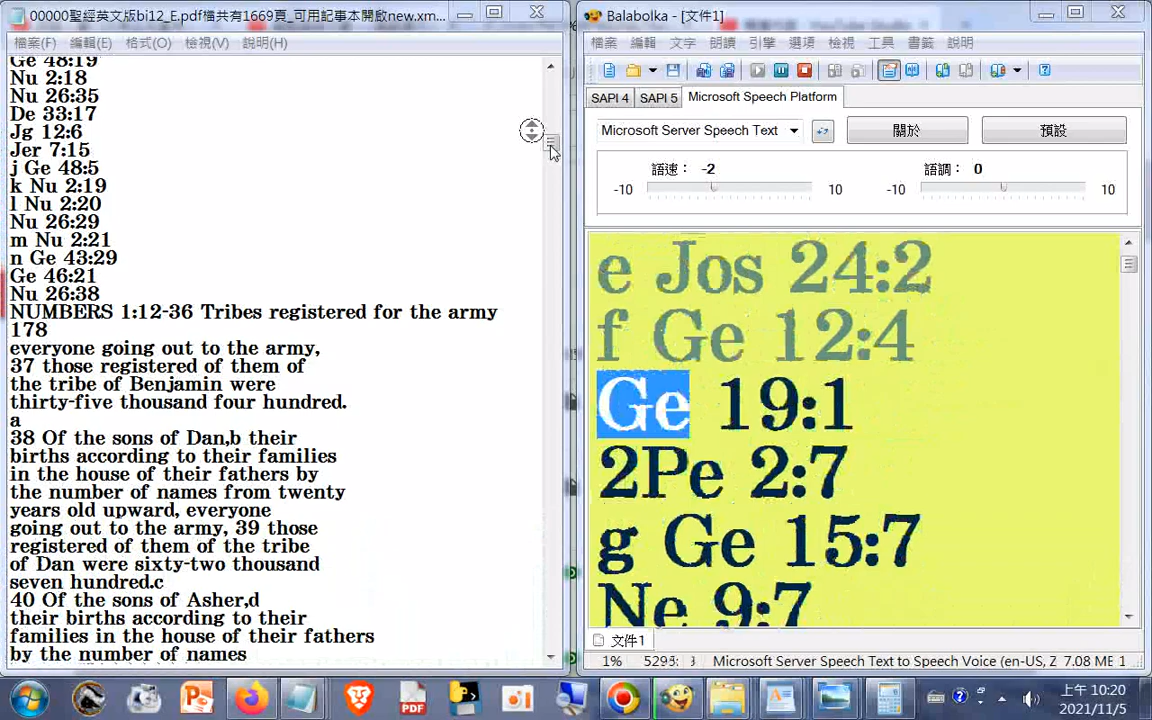 00000聖經英文版bi12_E.pdf檔共有1669頁_可用記事本開啟new.xm...
檔案(F) 編輯(E) 格式(O) 檢視(V) 說明(H)
Ge 48:19
Nu 2:18
Nu 26:35
De 33:17
Jg 12:6
Jer 7:15
j Ge 48:5
k Nu 2:19
l Nu 2:20
Nu 26:29
m Nu 2:21
n Ge 43:29
Ge 46:21
Nu 26:38
NUMBERS 1:12-36 Tribes registered for the army
178
everyone going out to the army,
37 those registered of them of
the tribe of Benjamin were
thirty-five thousand four hundred.
a
38 Of the sons of Dan,b their
births according to their families
in the house of their fathers by
the number of names from twenty
years old upward, everyone
going out to the army, 39 those
registered of them of the tribe
of Dan were sixty-two thousand
seven hundred.c
40 Of the sons of Asher,d
their births according to their
families in the house of their fathers
by the number of names
Balabolka - [文件1]
檔案 編輯 文字 朗讀 引擎 選項 檢視 工具 書籤 說明
SAPI 4 SAPI 5 Microsoft Speech Platform
Microsoft Server Speech Text 關於 預設
語速： -2 語調： 0
-10 10 -10 10
e Jos 24:2
f Ge 12:4
Ge 19:1
2Pe 2:7
g Ge 15:7
Ne 9:7
文件1
1% Microsoft Server Speech Text to Speech Voice (en-US, Z 7.08 ME 1
PDF
上午 10:20
2021/11/5